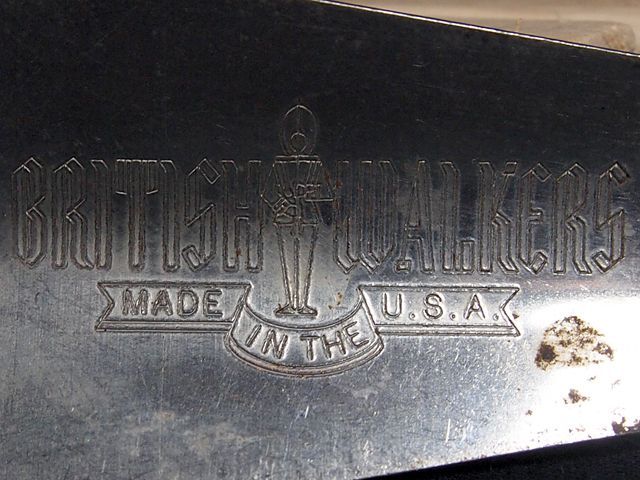 BRITISH WALKERS
MADE IN THE U.S.A.